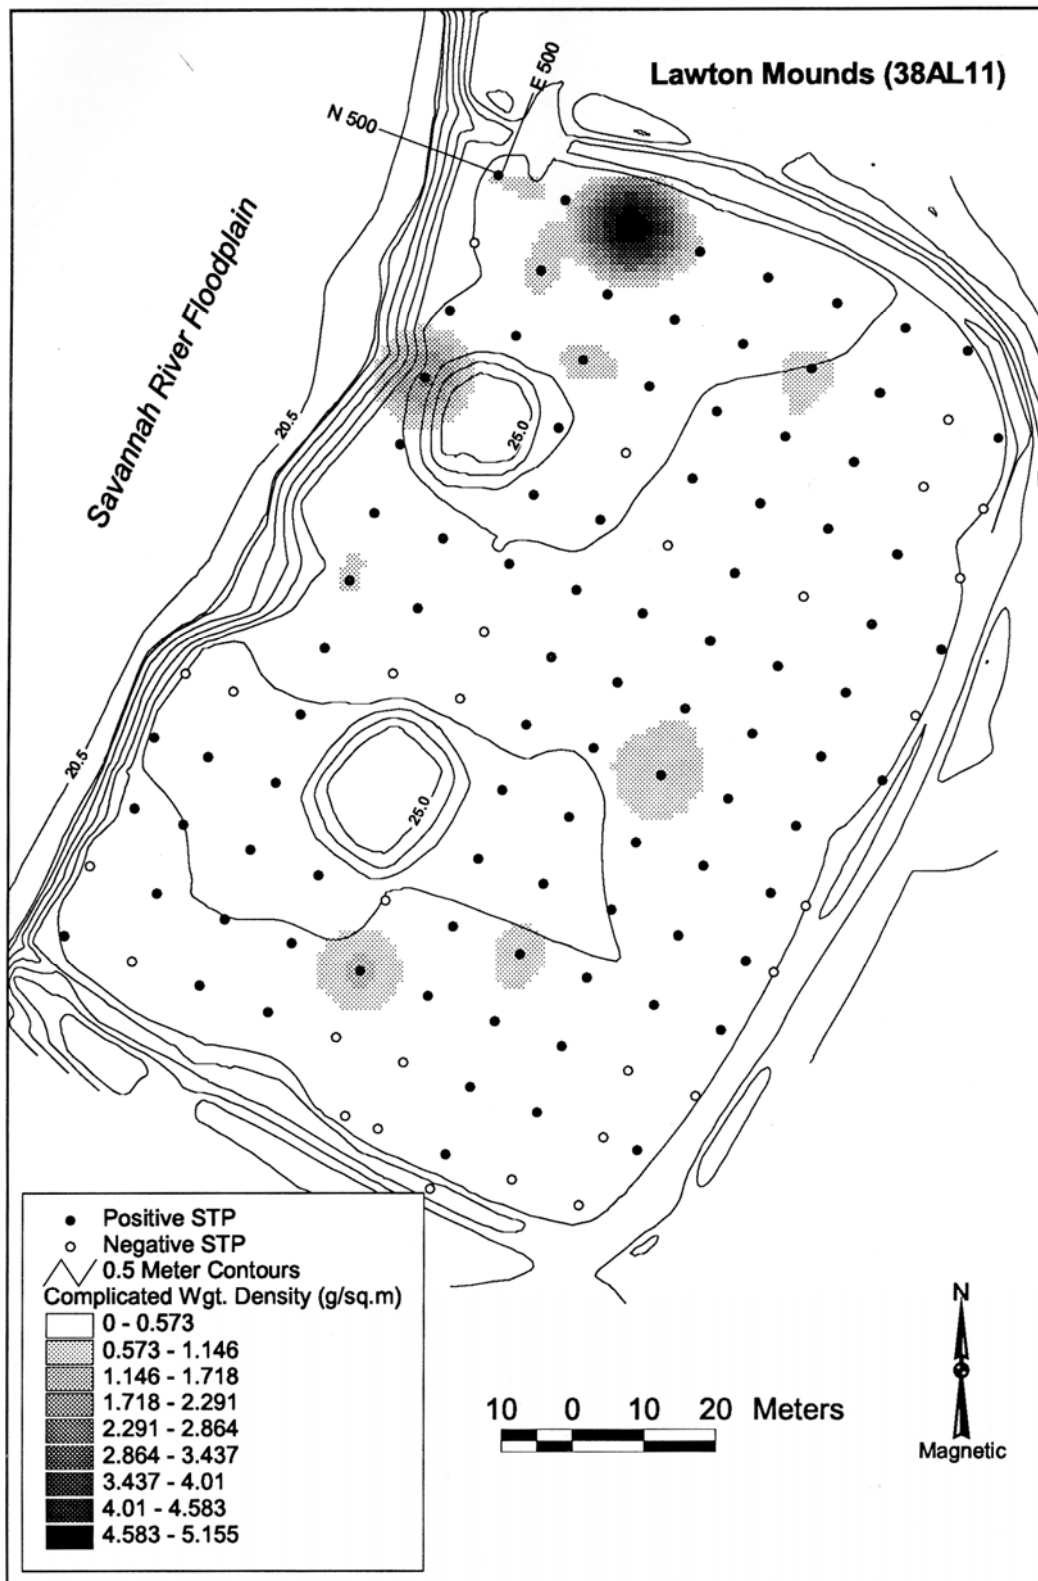 Lawton Mounds (38AL11)
E 500
N 500
Savannah River Floodplain
20.5
25.0
20.5
25.0
Positive STP
Negative STP
0.5 Meter Contours
Complicated Wgt. Density (g/sq.m)
0 - 0.573
0.573 - 1.146
1.146 - 1.718
1.718 - 2.291
2.291 - 2.864
2.864 - 3.437
3.437 - 4.01
4.01 - 4.583
4.583 - 5.155
10 0 10 20 Meters
N
Magnetic